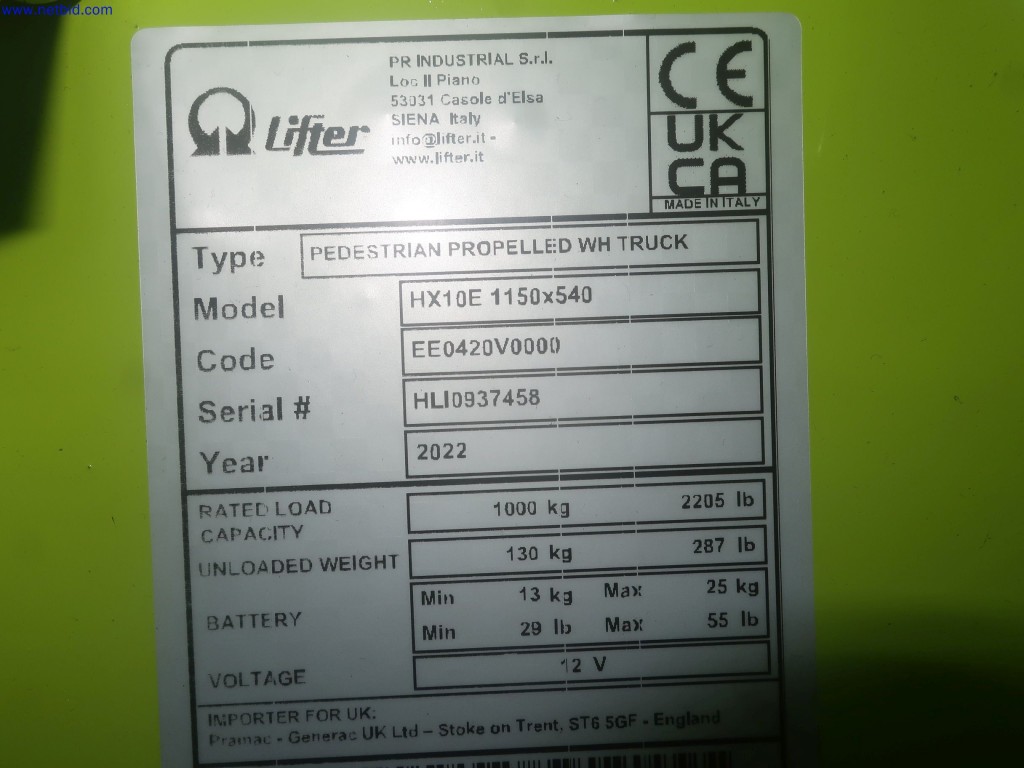 www.netbid.com
PR INDUSTRIAL S.r.l.
Loc Il Piano
53031 Casole d'Elsa
SIENA Italy
info@lifter.it -
www.lifter.it
Lifter
CE
UK
CA
MADE IN ITALY
Type PEDESTRIAN PROPELLED WH TRUCK
Model HX10E 1150x540
Code EE0420V0000
Serial # HLI0937458
Year 2022
RATED LOAD CAPACITY 1000 kg 2205 lb
UNLOADED WEIGHT 130 kg 287 lb
BATTERY
Min 13 kg Max 25 kg
Min 29 lb Max 55 lb
VOLTAGE 12 V
IMPORTER FOR UK:
Pramac - Generac UK Ltd – Stoke on Trent, ST6 5GF - England